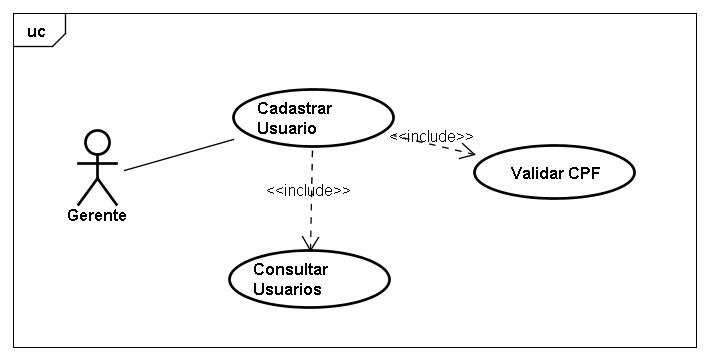 uc
Cadastrar
Usuario
<<include>>
Validar CPF
<<include>>
Gerente
Consultar
Usuarios